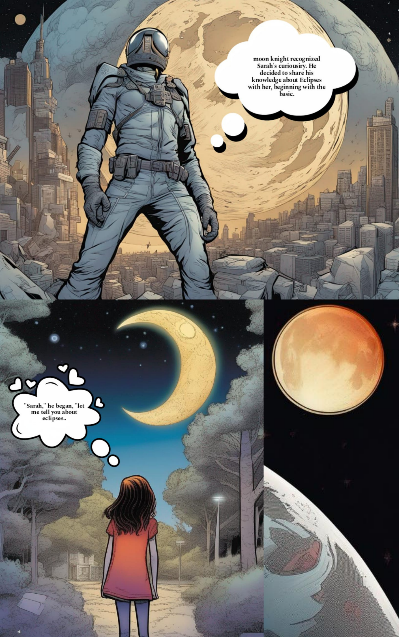 moon knight recognized
Sarah's curiousity. He
decided to share his
knowledge about Eclipses
with her, beginning with the
basic.
"Sarah," he began, "let
me tell you about
eclipses..